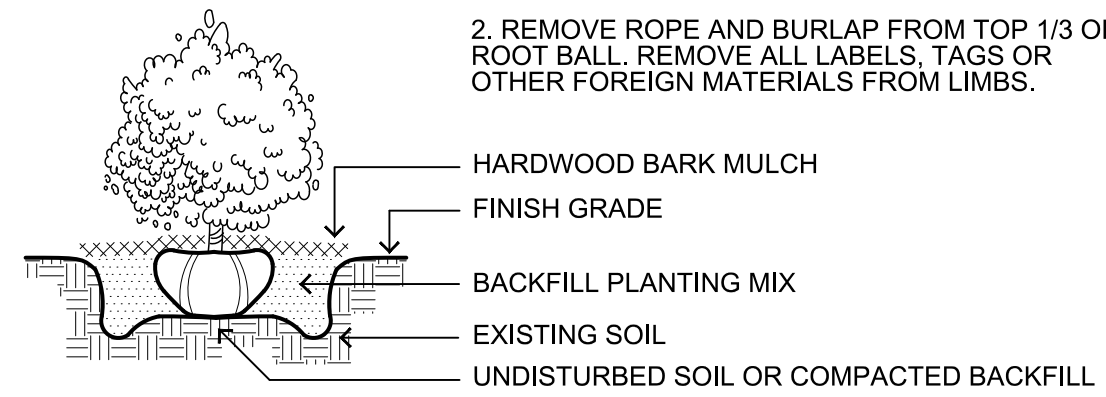 2. REMOVE ROPE AND BURLAP FROM TOP 1/3
ROOT BALL. REMOVE ALL LABELS, TAGS OR
OTHER FOREIGN MATERIALS FROM LIMBS.
HARDWOOD BARK MULCH
FINISH GRADE
BACKFILL PLANTING MIX
EXISTING SOIL
UNDISTURBED SOIL OR COMPACTED BACKFILL